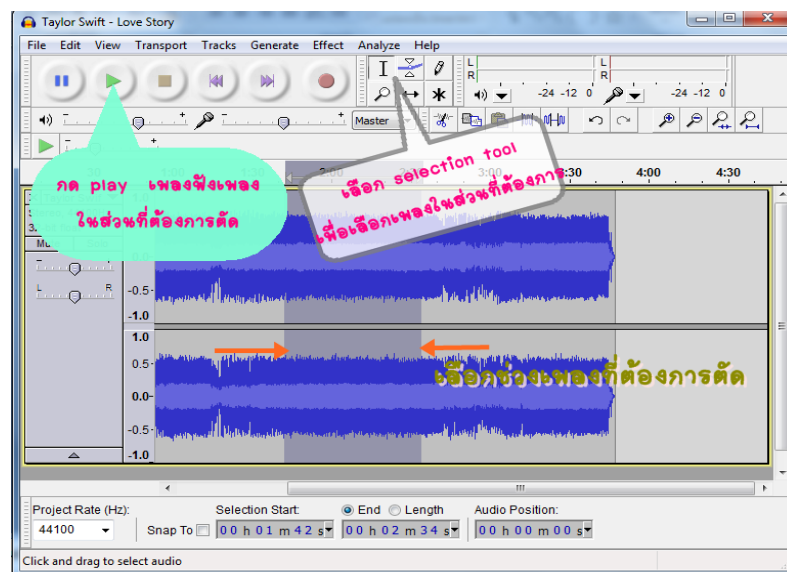 Taylor Swift - Love Story
File Edit View Transport Tracks Generate Effect Analyze Help
L
R
L
R
-24 -12 0
-24 -12 0
Master
กด play เพลงฟังเพลง
ในส่วนที่ต้องการตัด
เลือก selection tool
เพื่อเลือกเพลงในส่วนที่ต้องการ
2:00
3:00
3:30
4:00
4:30
L R
-0.5
-1.0
1.0
0.5
0.0
-0.5
-1.0
เลือกช่วงเพลงที่ต้องการตัด
Project Rate (Hz): Selection Start: End Length Audio Position:
44100 Snap To 00 h 01 m 42 s 00 h 02 m 34 s 00 h 00 m 00 s
Click and drag to select audio